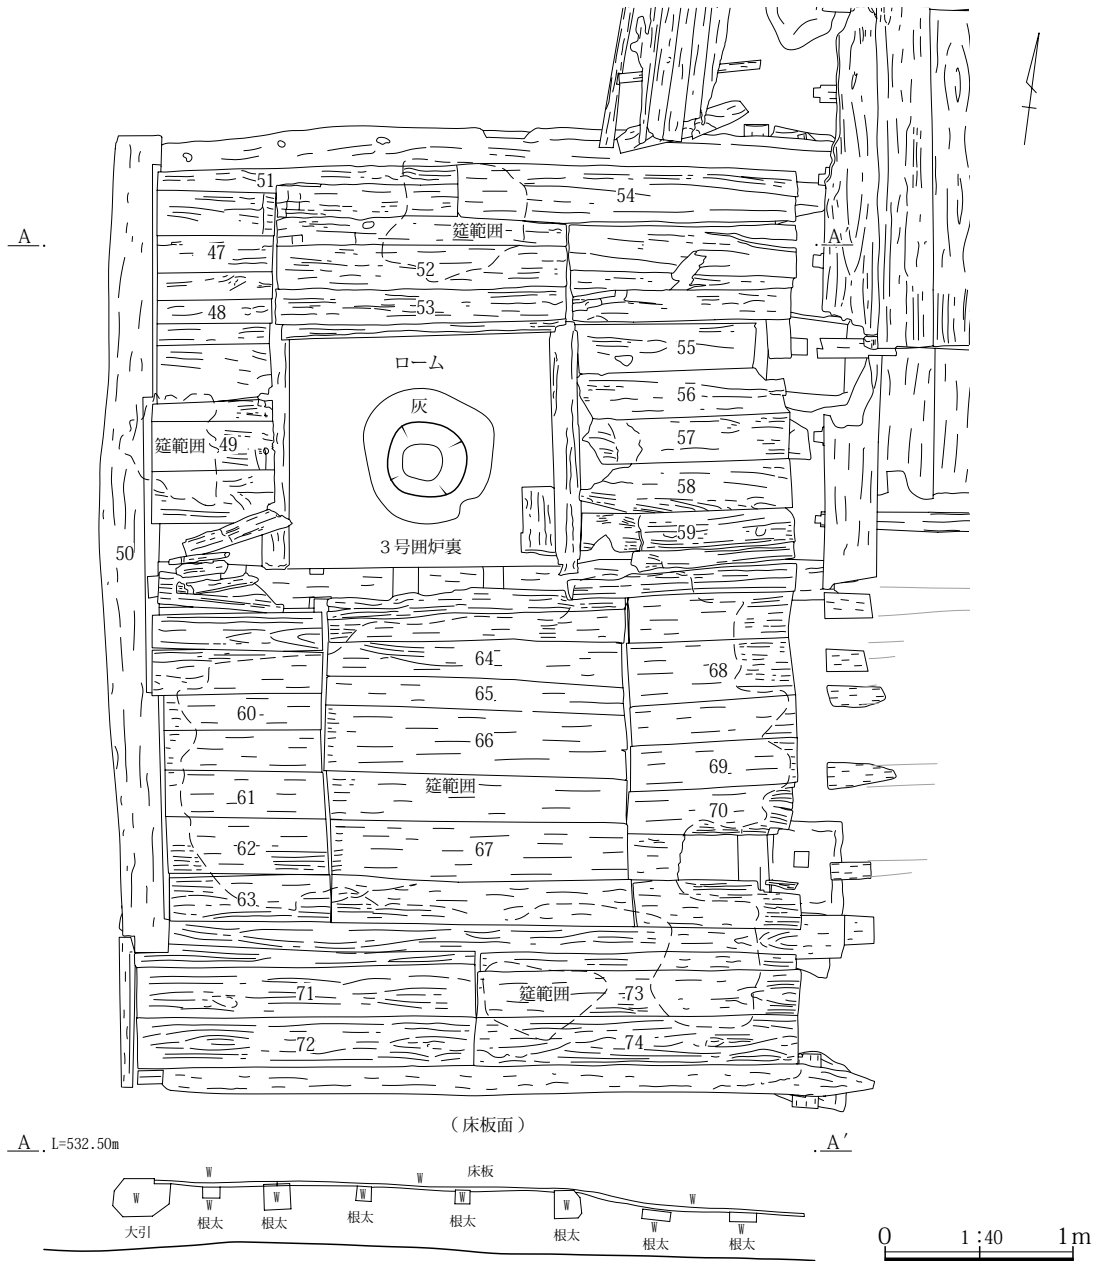 51
54
筵範囲
A
A
47
52
48
53
ローム
55
灰
56
筵範囲 49
57
58
59
3号囲炉裏
50
64
68
65
60
66
69
筵範囲
61
70
62
67
63
71
筵範囲
73
72
74
(床板面)
A L=532.50m
A′
W
W
床板
W
W
W
W
W
W
W
W
W
大引
根太
根太
根太
根太
根太
根太
根太
0
1:40
1m